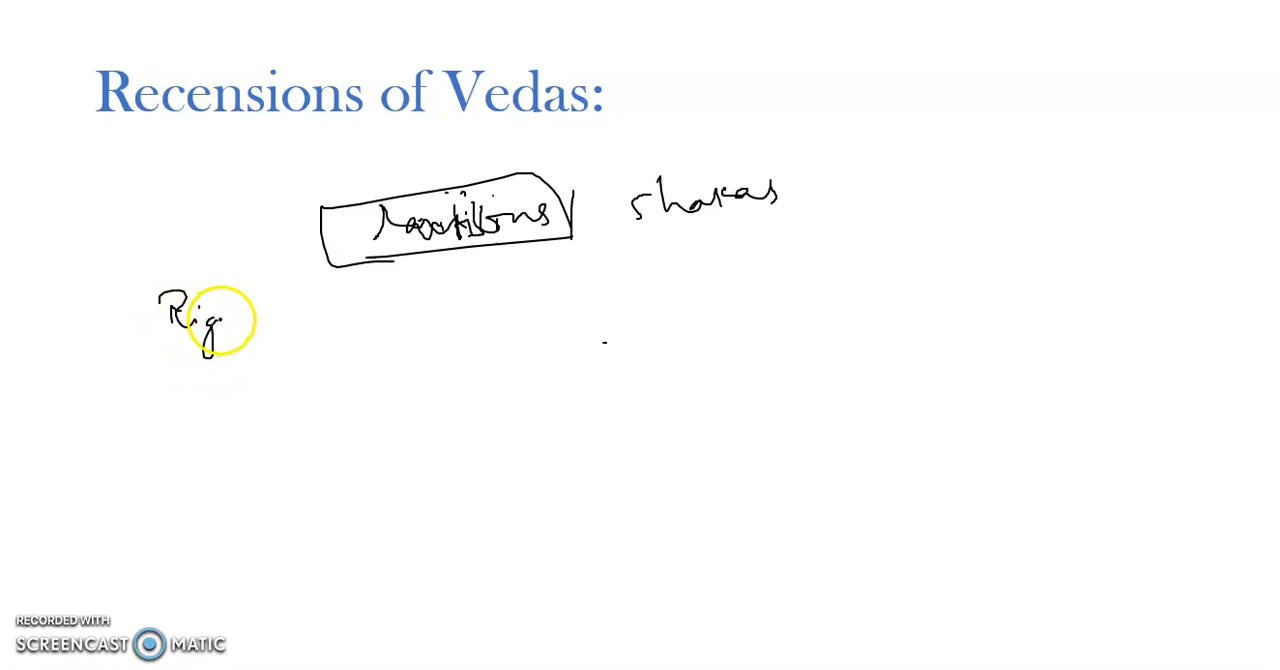 Recensions of Vedas:
shakas
Rig
RECORDED WITH
SCREENCAST MATIC